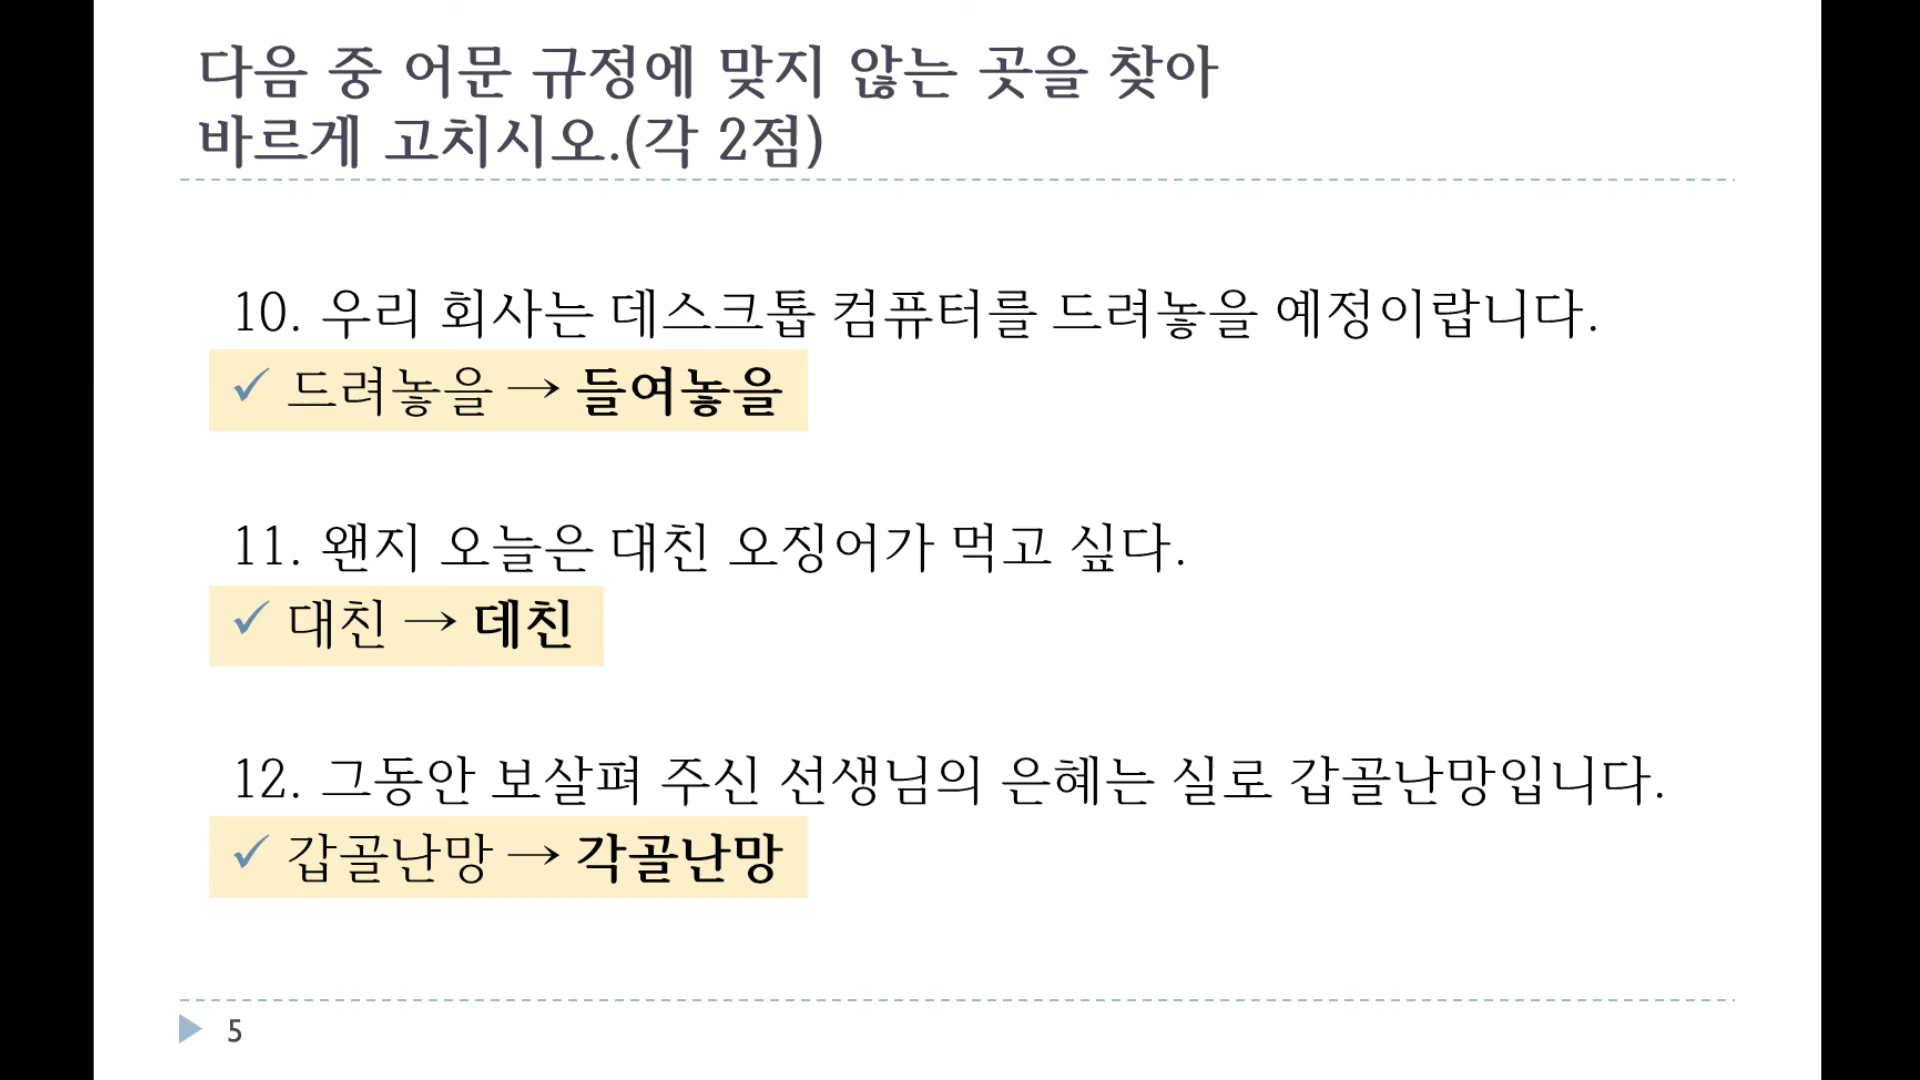 다음 중 어문 규정에 맞지 않는 곳을 찾아
바르게 고치시오.(각 2점)
10. 우리 회사는 데스크톱 컴퓨터를 드려놓을 예정이랍니다.
✓ 드려놓을 → 들여놓을
11. 왠지 오늘은 대친 오징어가 먹고 싶다.
✓ 대친 → 데친
12. 그동안 보살펴 주신 선생님의 은혜는 실로 갑골난망입니다.
✓ 갑골난망 → 각골난망
5